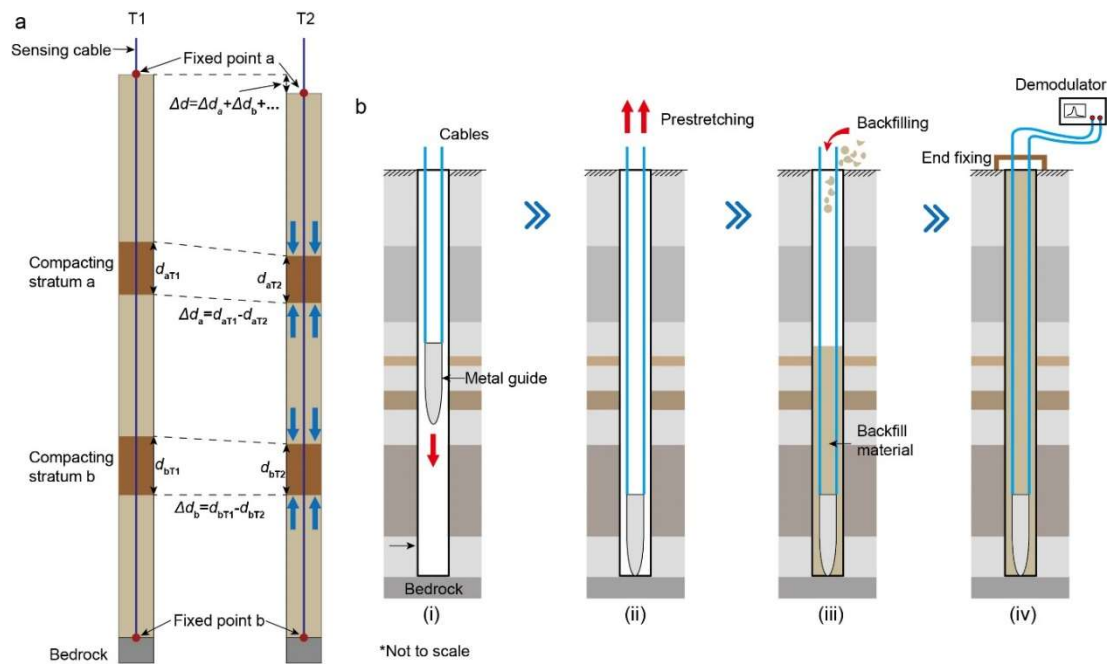 a
T1
T2
Sensing cable
Fixed point a
Δd=Δda+Δdb+...
Compacting
stratum a
daT1
daT2
Δda=daT1-daT2
Compacting
stratum b
dbT1
dbT2
Δdb=dbT1-dbT2
Fixed point b
Bedrock
b
Cables
Prestretching
Backfilling
Demodulator
End fixing
Metal guide
Backfill
material
Bedrock
(i)
(ii)
(iii)
(iv)
*Not to scale